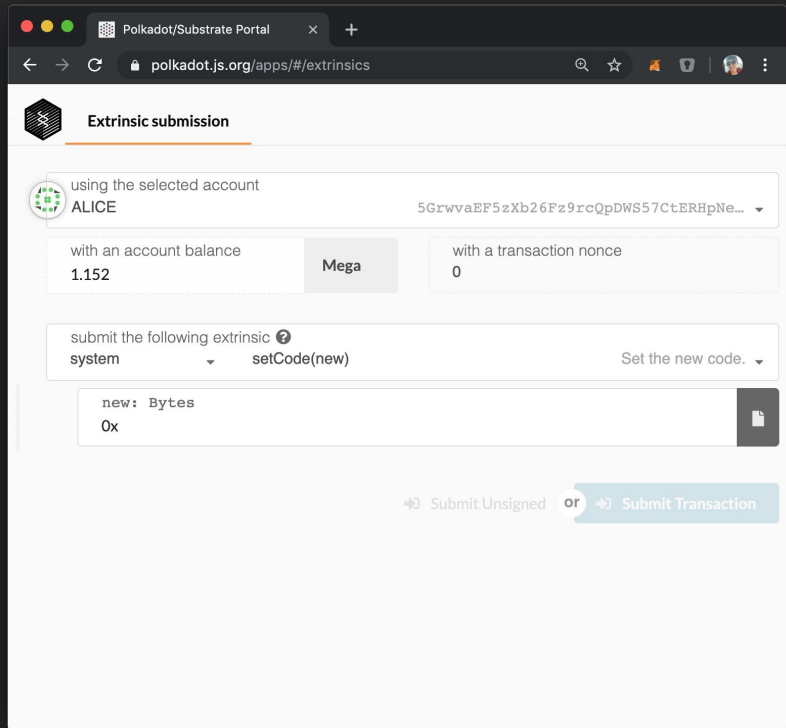 Polkadot/Substrate Portal
polkadot.js.org/apps/#/extrinsics
Extrinsic submission
using the selected account
ALICE 5GrwvaEF5zXb26Fz9rcQpDWS57CtERHpNe...
with an account balance
1.152 Mega
with a transaction nonce
0
submit the following extrinsic ?
system setCode(new) Set the new code.
new: Bytes
0x
Submit Unsigned or Submit Transaction